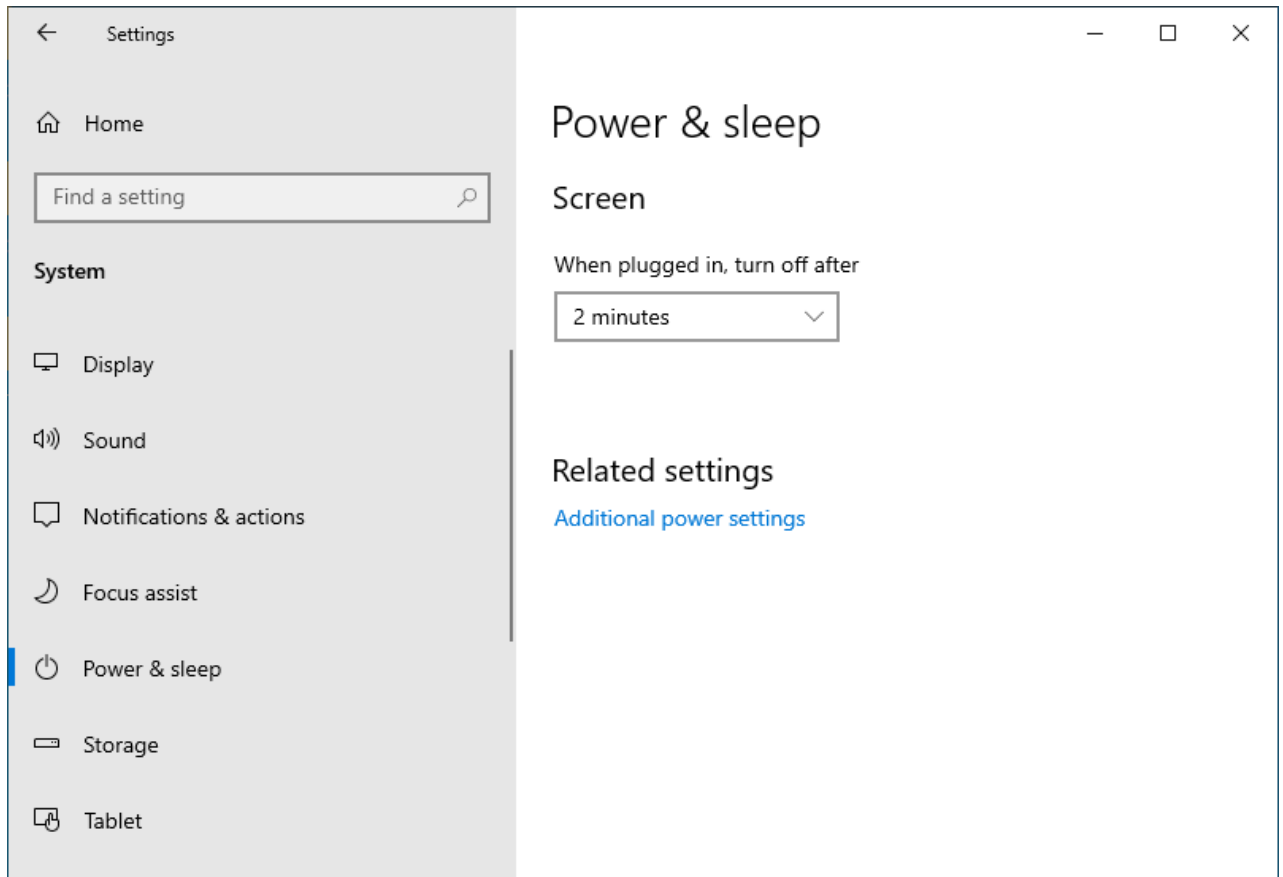 Settings
Home
Find a setting
System
Display
Sound
Notifications & actions
Focus assist
Power & sleep
Storage
Tablet
Power & sleep
Screen
When plugged in, turn off after
2 minutes
Related settings
Additional power settings